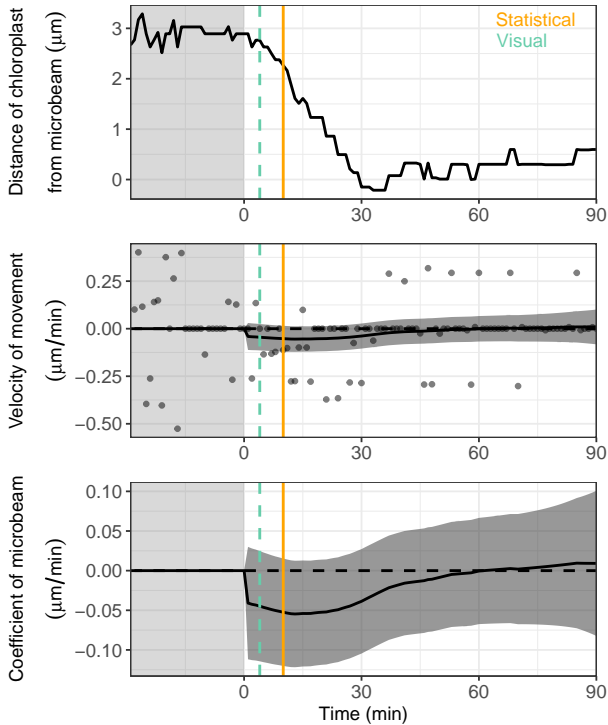 Distance of chloroplast
from microbeam (μm)
3
2
1
0
Statistical
Visual
0
30
60
90
Velocity of movement
(μm/min)
0.25
0.00
−0.25
−0.50
0
30
60
90
Coefficient of microbeam
(μm/min)
0.10
0.05
0.00
−0.05
−0.10
0
30
60
90
Time (min)